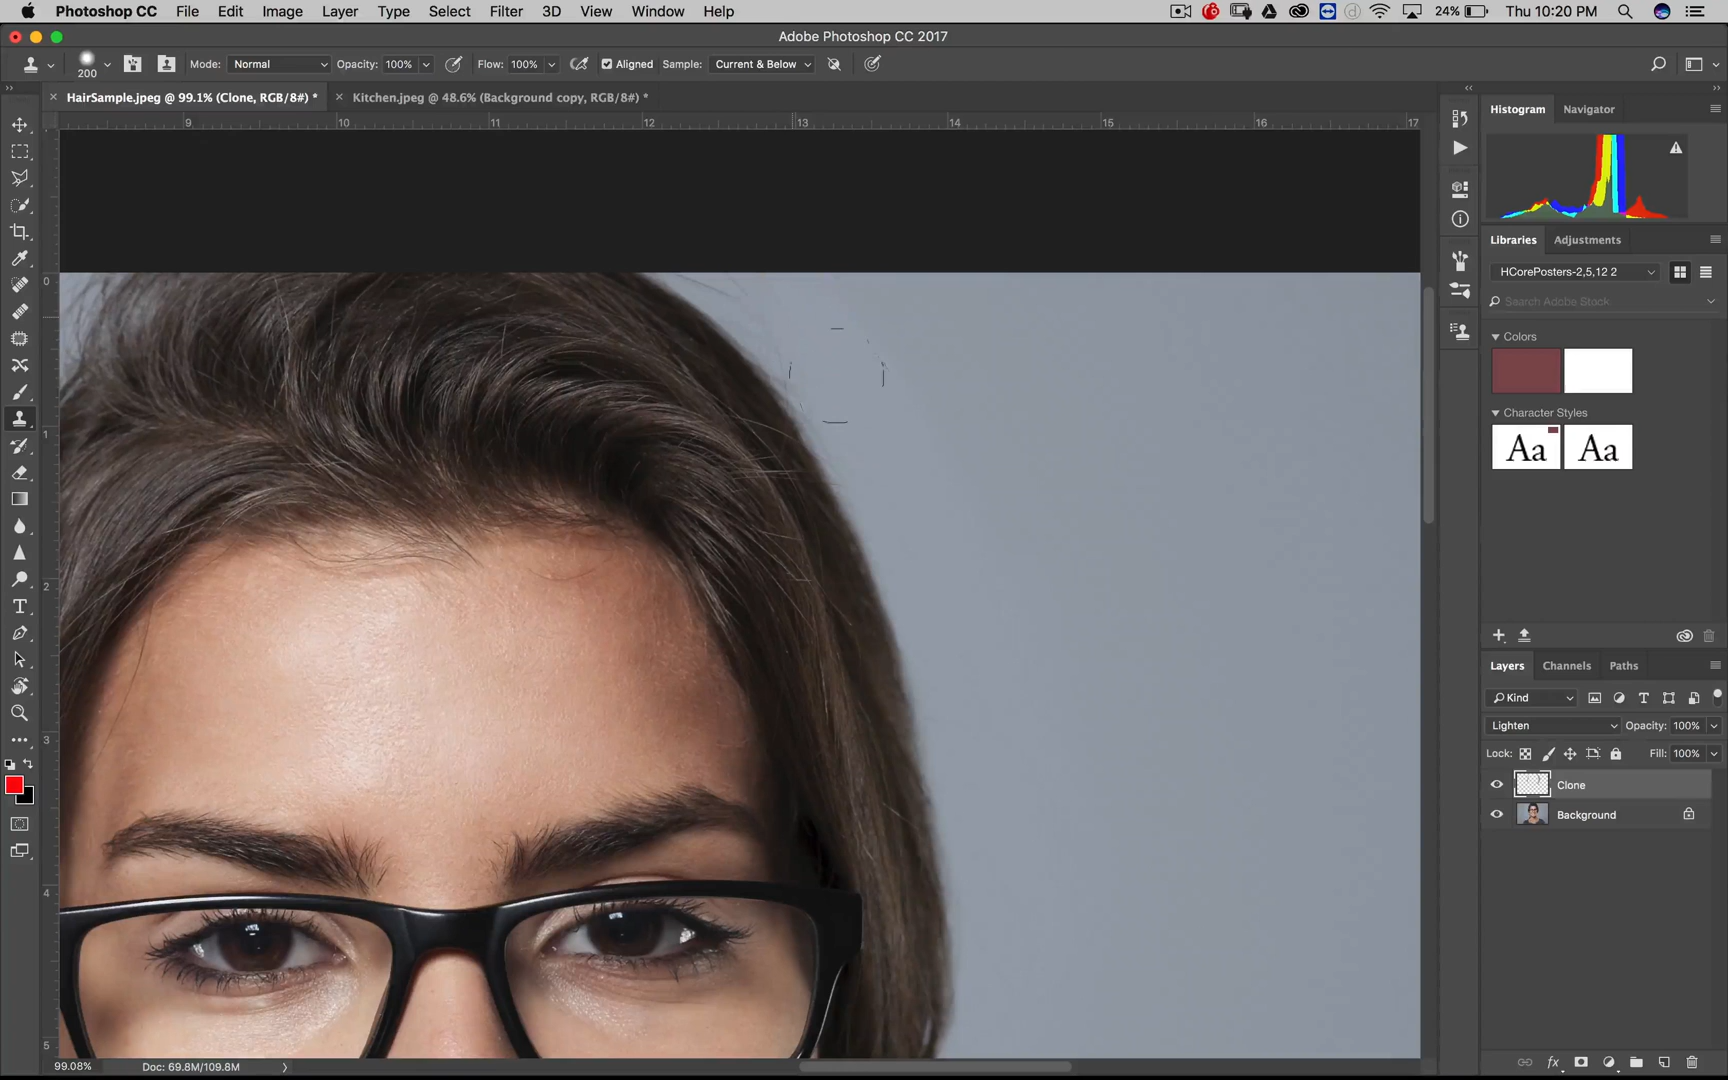 Photoshop CC File Edit Image Layer Type Select Filter 3D View Window Help 24% Thu 10:20 PM
Adobe Photoshop CC 2017
200 Mode: Normal Opacity: 100% Flow: 100% Aligned Sample: Current & Below
HairSample.jpeg @ 99.1% (Clone, RGB/8#) * Kitchen.jpeg @ 48.6% (Background copy, RGB/8#) *
9 10 11 12 13 14 15 16 17
Histogram Navigator
Libraries Adjustments
HCorePosters-2,5,12 2
Search Adobe Stock
Colors
Character Styles
Aa Aa
0
1
2
3
4
5
Layers Channels Paths
Kind
Lighten Opacity: 100%
Lock: Fill: 100%
Clone
Background
99.08% Doc: 69.8M/109.8M